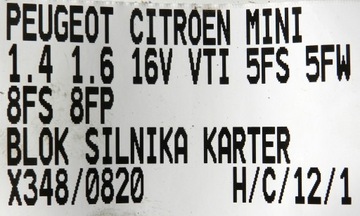 PEUGEOT CITROEN MINI
1.4 1.6 16V VTI 5FS 5FW
8FS 8FP
BLOK SILNIKA KARTER
X348/0820 H/C/12/1